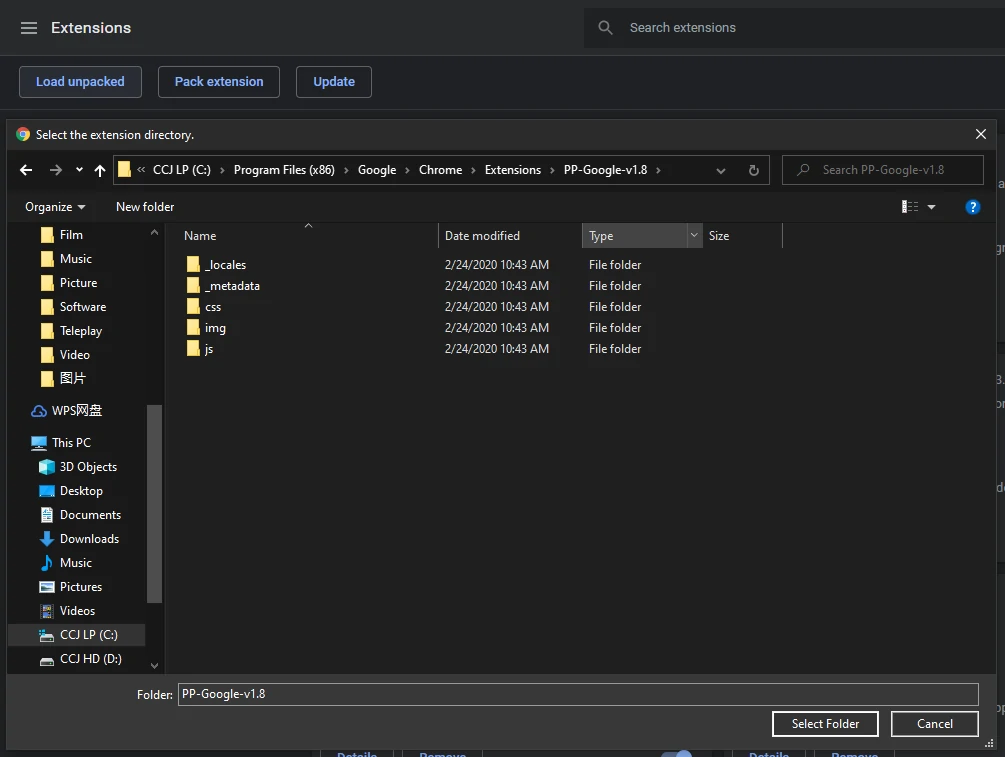 Extensions
Search extensions
Load unpacked
Pack extension
Update
Select the extension directory.
« CCJ LP (C:) › Program Files (x86) › Google › Chrome › Extensions › PP-Google-v1.8 ›
Search PP-Google-v1.8
Organize
New folder
Name
Date modified
Type
Size
Film
Music
Picture
Software
Teleplay
Video
图片
WPS网盘
This PC
3D Objects
Desktop
Documents
Downloads
Music
Pictures
Videos
CCJ LP (C:)
CCJ HD (D:)
_locales 2/24/2020 10:43 AM File folder
_metadata 2/24/2020 10:43 AM File folder
css 2/24/2020 10:43 AM File folder
img 2/24/2020 10:43 AM File folder
js 2/24/2020 10:43 AM File folder
Folder: PP-Google-v1.8
Select Folder
Cancel
Details
Remove
Details
Remove